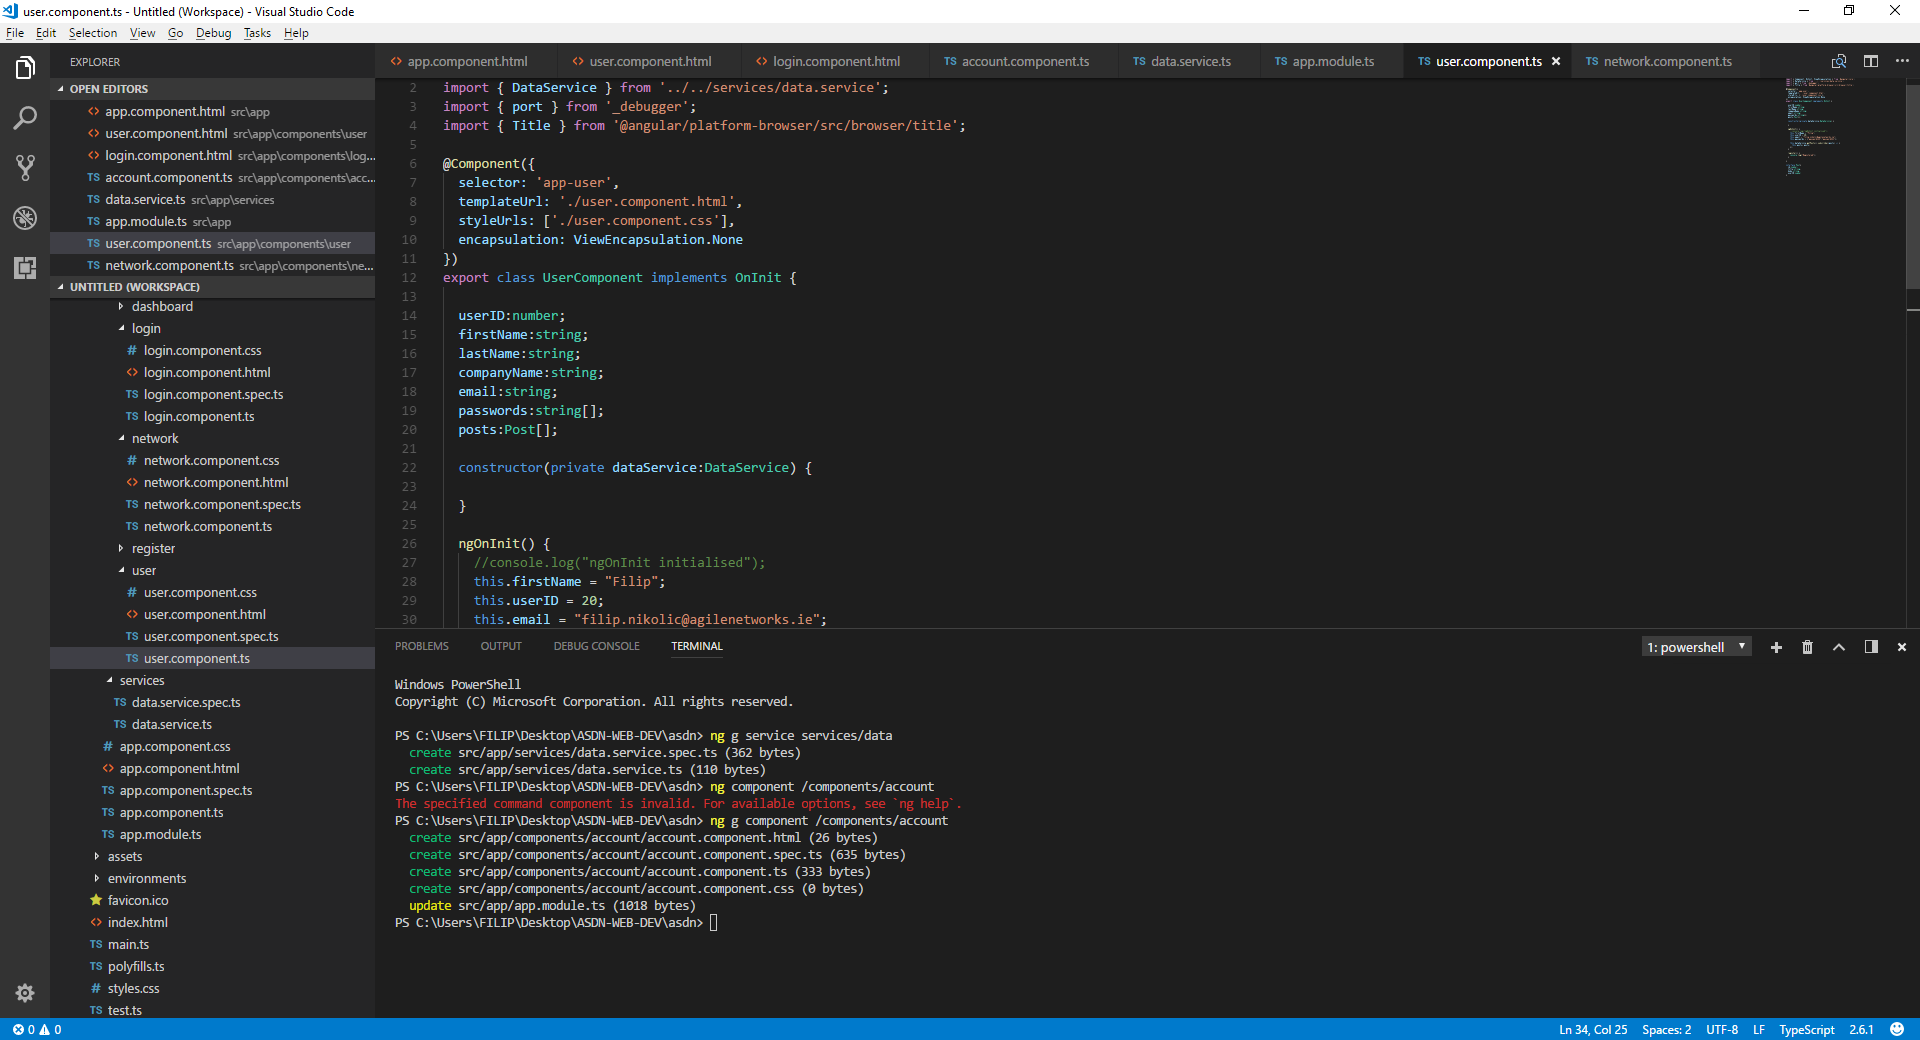 user.component.ts - Untitled (Workspace) - Visual Studio Code
File Edit Selection View Go Debug Tasks Help
EXPLORER
OPEN EDITORS
app.component.html src\app
user.component.html src\app\components\user
login.component.html src\app\components\log...
account.component.ts src\app\components\acc...
data.service.ts src\app\services
app.module.ts src\app
user.component.ts src\app\components\user
network.component.ts src\app\components\ne...
UNTITLED (WORKSPACE)
dashboard
login
login.component.css
login.component.html
login.component.spec.ts
login.component.ts
network
network.component.css
network.component.html
network.component.spec.ts
network.component.ts
register
user
user.component.css
user.component.html
user.component.spec.ts
user.component.ts
services
data.service.spec.ts
data.service.ts
app.component.css
app.component.html
app.component.spec.ts
app.component.ts
app.module.ts
assets
environments
favicon.ico
index.html
main.ts
polyfills.ts
styles.css
test.ts
app.component.html user.component.html login.component.html TS account.component.ts TS data.service.ts TS app.module.ts TS user.component.ts TS network.component.ts
2 import { DataService } from '../../services/data.service';
3 import { port } from '_debugger';
4 import { Title } from '@angular/platform-browser/src/browser/title';
5
6 @Component({
7 selector: 'app-user',
8 templateUrl: './user.component.html',
9 styleUrls: ['./user.component.css'],
10 encapsulation: ViewEncapsulation.None
11 })
12 export class UserComponent implements OnInit {
13
14 userID:number;
15 firstName:string;
16 lastName:string;
17 companyName:string;
18 email:string;
19 passwords:string[];
20 posts:Post[];
21
22 constructor(private dataService:DataService) {
23
24 }
25
26 ngOnInit() {
27 //console.log("ngOnInit initialised");
28 this.firstName = "Filip";
29 this.userID = 20;
30 this.email = "filip.nikolic@agilenetworks.ie";
PROBLEMS OUTPUT DEBUG CONSOLE TERMINAL 1: powershell
Windows PowerShell
Copyright (C) Microsoft Corporation. All rights reserved.
PS C:\Users\FILIP\Desktop\ASDN-WEB-DEV\asdn> ng g service services/data
create src/app/services/data.service.spec.ts (362 bytes)
create src/app/services/data.service.ts (110 bytes)
PS C:\Users\FILIP\Desktop\ASDN-WEB-DEV\asdn> ng component /components/account
The specified command component is invalid. For available options, see `ng help`.
PS C:\Users\FILIP\Desktop\ASDN-WEB-DEV\asdn> ng g component /components/account
create src/app/components/account/account.component.html (26 bytes)
create src/app/components/account/account.component.spec.ts (635 bytes)
create src/app/components/account/account.component.ts (333 bytes)
create src/app/components/account/account.component.css (0 bytes)
update src/app/app.module.ts (1018 bytes)
PS C:\Users\FILIP\Desktop\ASDN-WEB-DEV\asdn>
0 0 Ln 34, Col 25 Spaces: 2 UTF-8 LF TypeScript 2.6.1